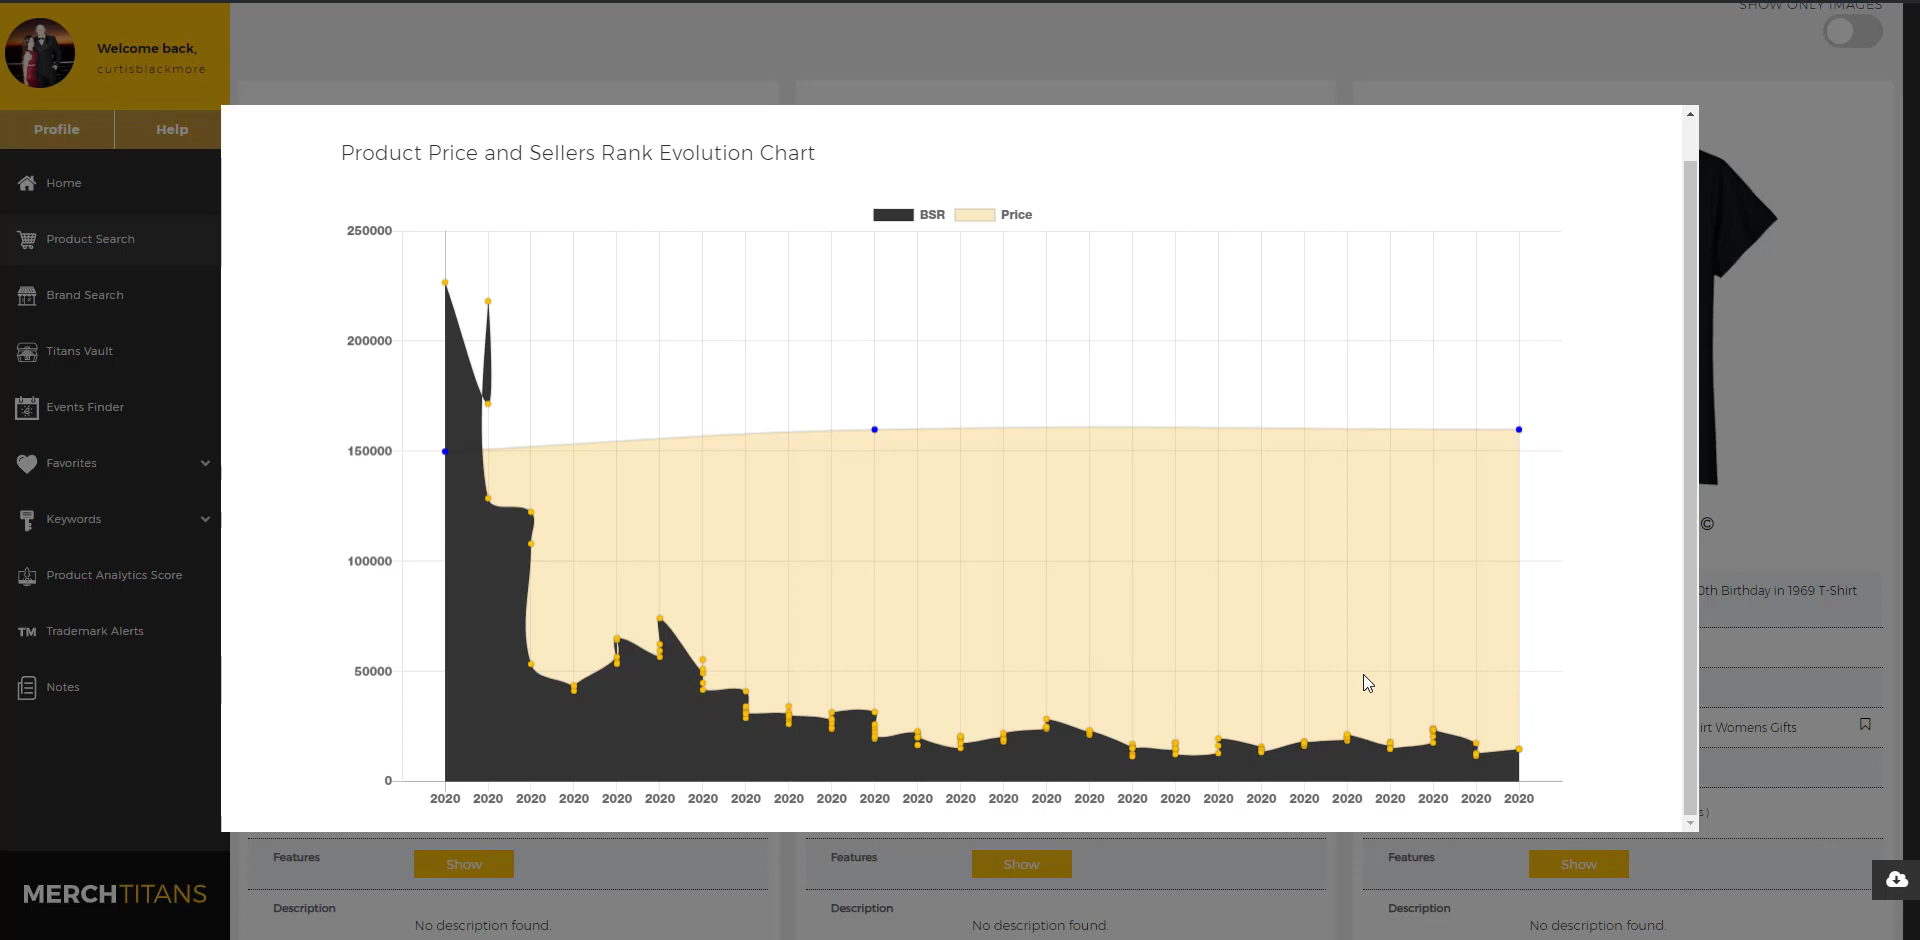 SHOW ONLY IMAGES
Welcome back,
curtisblackmore
Profile
Help
Home
Product Search
Brand Search
Titans Vault
Events Finder
Favorites
Keywords
Product Analytics Score
TM Trademark Alerts
Notes
MERCHTITANS
Product Price and Sellers Rank Evolution Chart
BSR Price
250000
200000
150000
100000
50000
0
2020 2020 2020 2020 2020 2020 2020 2020 2020 2020 2020 2020 2020 2020 2020 2020 2020 2020 2020 2020 2020 2020 2020 2020 2020 2020
©
0th Birthday in 1969 T-Shirt
irt Womens Gifts
s )
Features Show
Features Show
Features Show
Description
No description found.
Description
No description found.
Description
No description found.